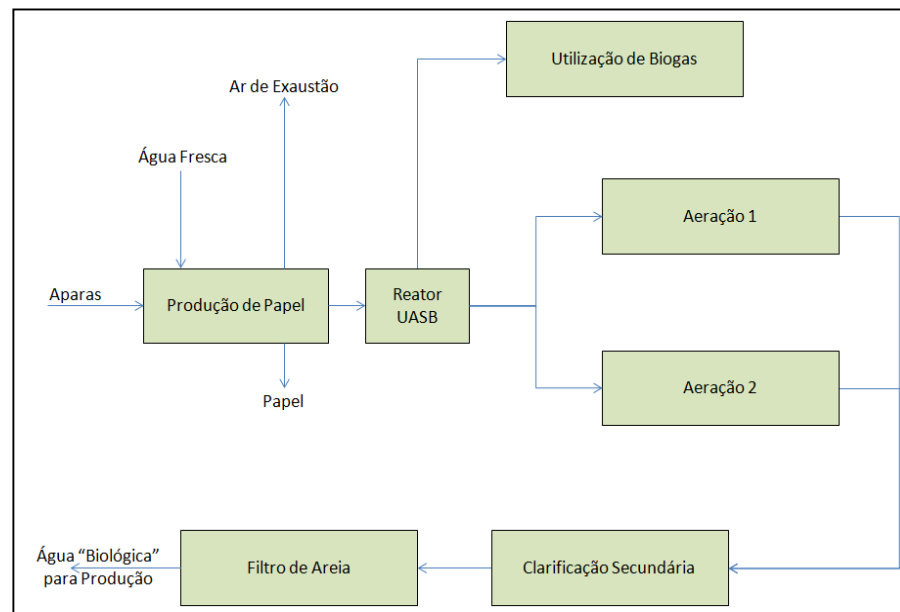 Utilização de Biogas
Ar de Exaustão
Água Fresca
Aeração 1
Aparas
Produção de Papel
Reator
UASB
Aeração 2
Papel
Água “Biológica”
para Produção
Filtro de Areia
Clarificação Secundária